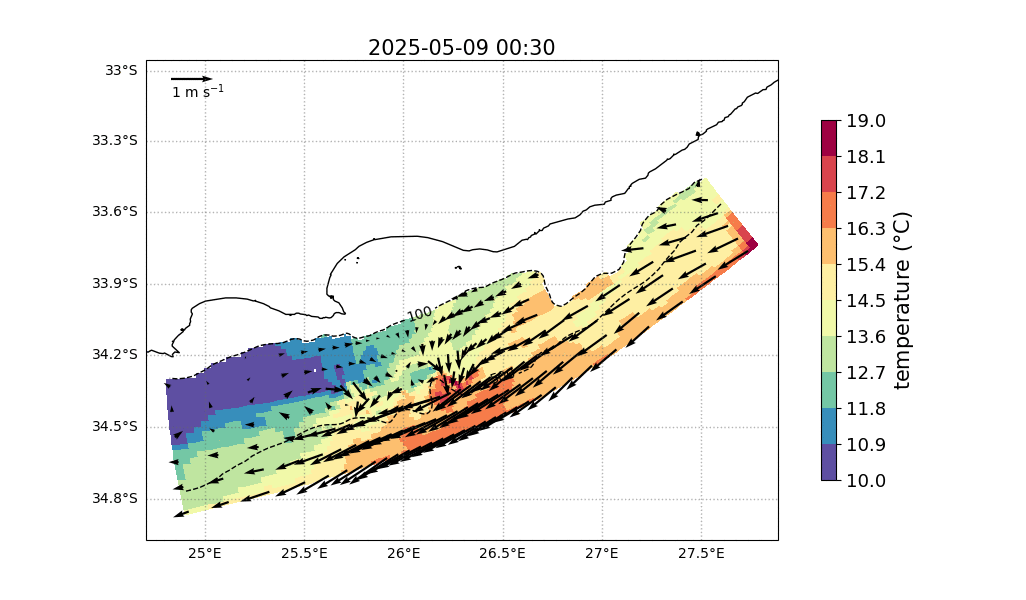 2025-05-09 00:30
1 m s⁻¹
33°S
33.3°S
33.6°S
33.9°S
34.2°S
34.5°S
34.8°S
100
25°E
25.5°E
26°E
26.5°E
27°E
27.5°E
19.0
18.1
17.2
16.3
15.4
14.5
13.6
12.7
11.8
10.9
10.0
temperature (°C)